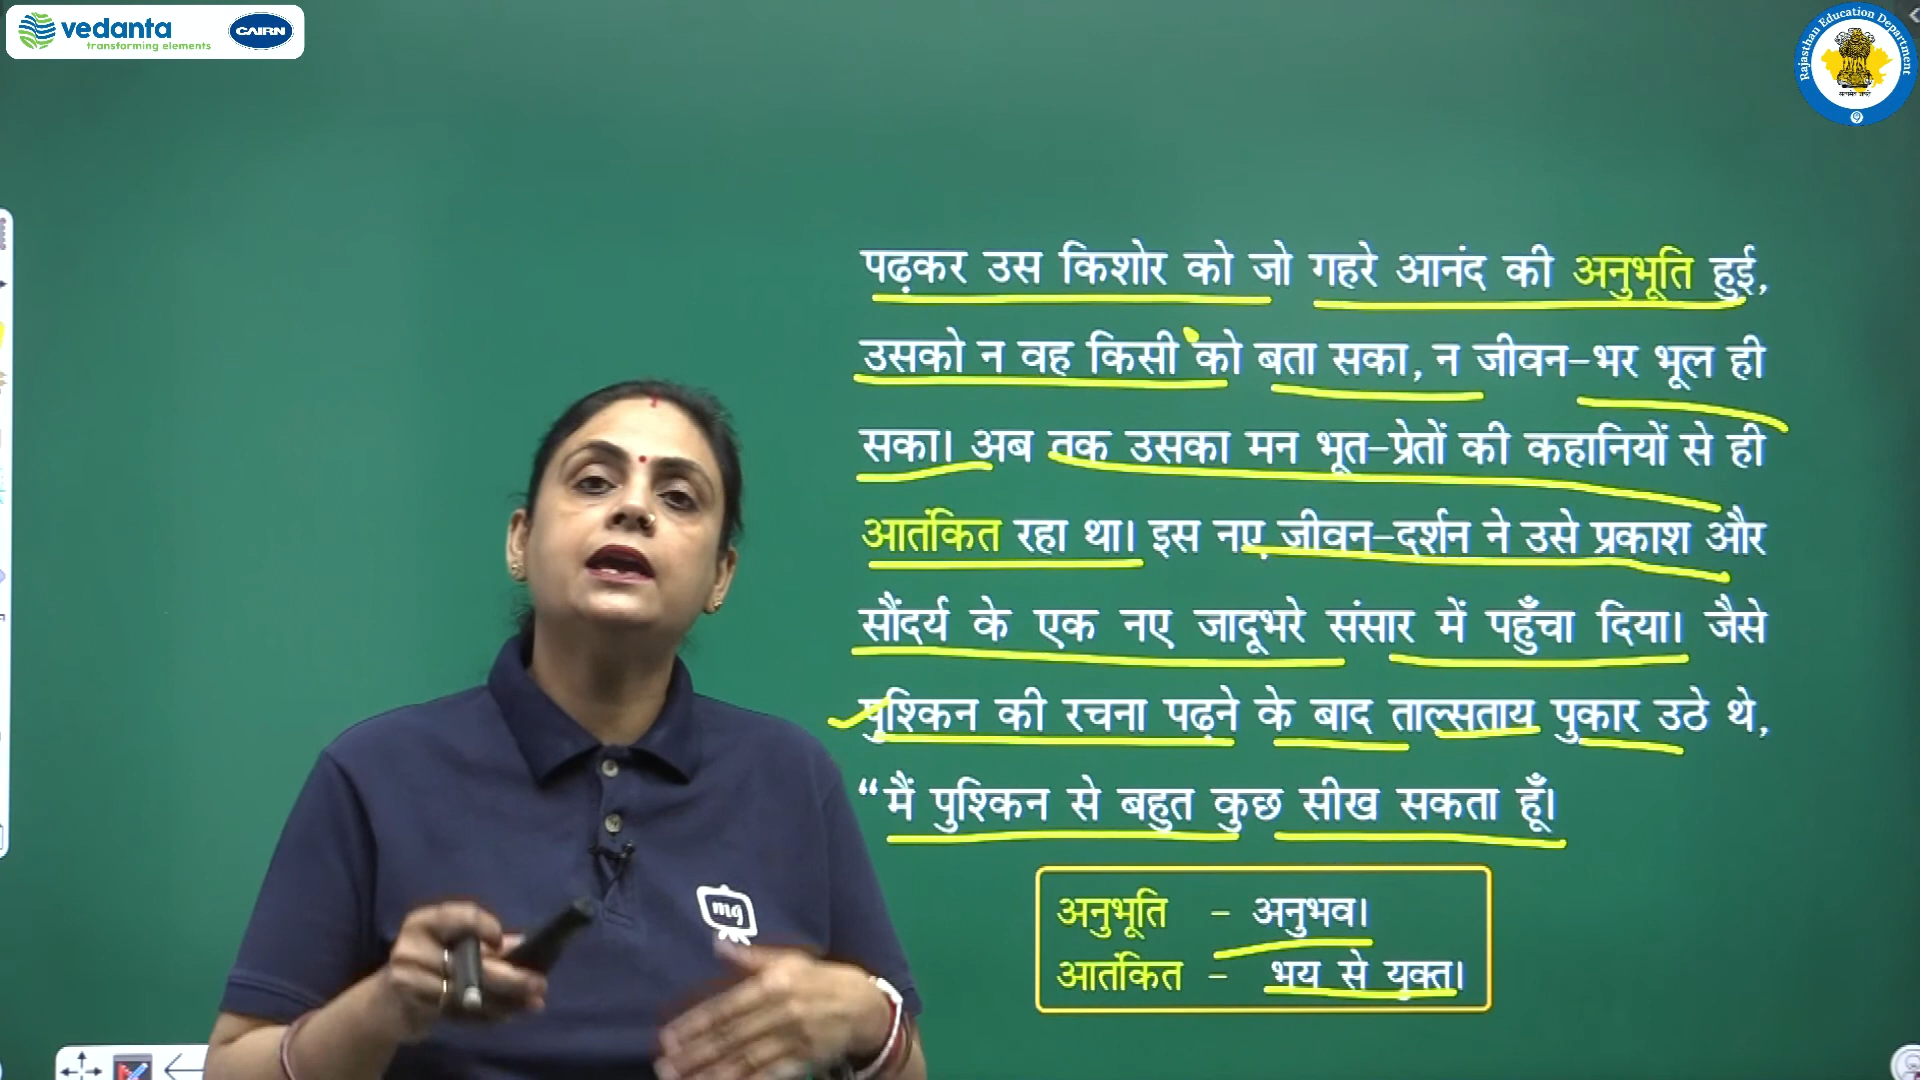 vedanta
transforming elements
CAIRN
Rajasthan Education Department
पढ़कर उस किशोर को जो गहरे आनंद की अनुभूति हुई,
उसको न वह किसी को बता सका, न जीवन-भर भूल ही
सका। अब तक उसका मन भूत-प्रेतों की कहानियों से ही
आतंकित रहा था। इस नए जीवन-दर्शन ने उसे प्रकाश और
सौंदर्य के एक नए जादूभरे संसार में पहुँचा दिया। जैसे
पुश्किन की रचना पढ़ने के बाद ताल्सताय पुकार उठे थे,
“मैं पुश्किन से बहुत कुछ सीख सकता हूँ।
अनुभूति - अनुभव।
आतंकित - भय से युक्त।
mg